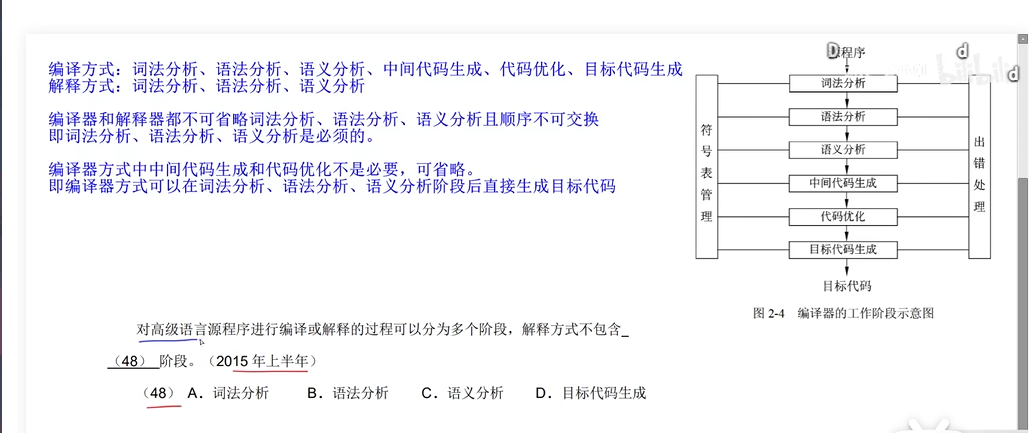 编译方式：词法分析、语法分析、语义分析、中间代码生成、代码优化、目标代码生成
解释方式：词法分析、语法分析、语义分析
编译器和解释器都不可省略词法分析、语法分析、语义分析且顺序不可交换
即词法分析、语法分析、语义分析是必须的。
编译器方式中中间代码生成和代码优化不是必要，可省略。
即编译器方式可以在词法分析、语法分析、语义分析阶段后直接生成目标代码
源程序
词法分析
语法分析
语义分析
中间代码生成
代码优化
目标代码生成
目标代码
符号表管理
出错处理
图 2-4 编译器的工作阶段示意图
对高级语言源程序进行编译或解释的过程可以分为多个阶段，解释方式不包含_
（48） 阶段。（2015 年上半年）
（48） A．词法分析 B．语法分析 C．语义分析 D．目标代码生成
D
d
d
bilibili